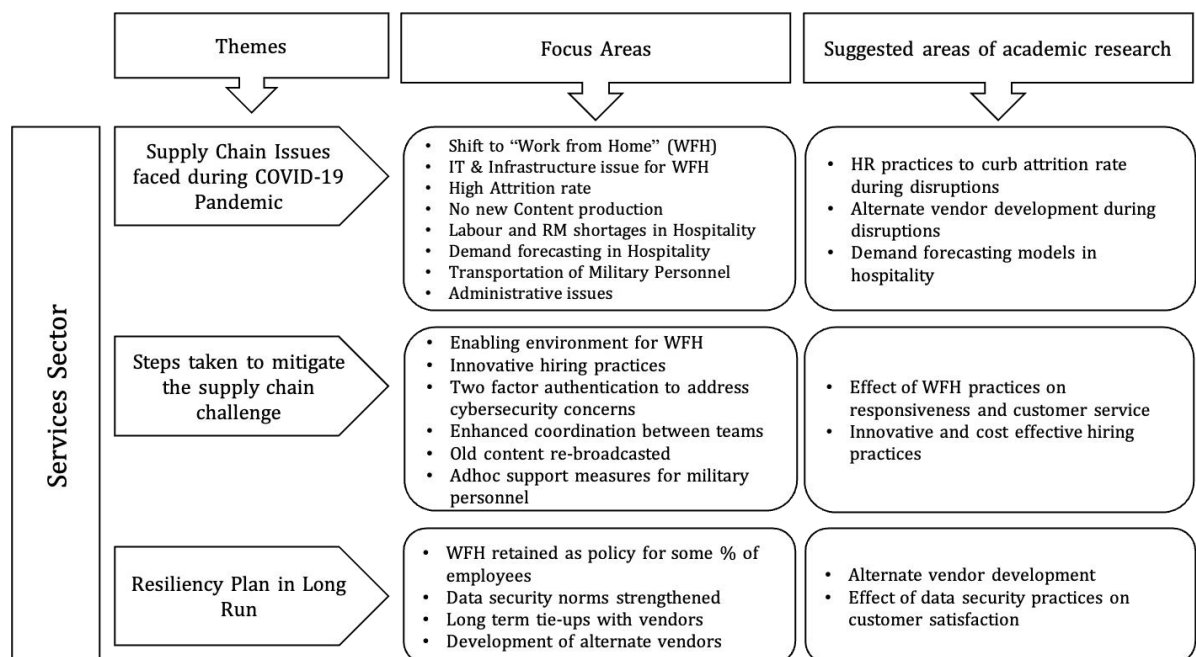 Themes
Focus Areas
Suggested areas of academic research
Services Sector
Supply Chain Issues
faced during COVID-19
Pandemic
• Shift to “Work from Home” (WFH)
• IT & Infrastructure issue for WFH
• High Attrition rate
• No new Content production
• Labour and RM shortages in Hospitality
• Demand forecasting in Hospitality
• Transportation of Military Personnel
• Administrative issues
• HR practices to curb attrition rate
during disruptions
• Alternate vendor development during
disruptions
• Demand forecasting models in
hospitality
Steps taken to mitigate
the supply chain
challenge
• Enabling environment for WFH
• Innovative hiring practices
• Two factor authentication to address
cybersecurity concerns
• Enhanced coordination between teams
• Old content re-broadcasted
• Adhoc support measures for military
personnel
• Effect of WFH practices on
responsiveness and customer service
• Innovative and cost effective hiring
practices
Resiliency Plan in Long
Run
• WFH retained as policy for some % of
employees
• Data security norms strengthened
• Long term tie-ups with vendors
• Development of alternate vendors
• Alternate vendor development
• Effect of data security practices on
customer satisfaction